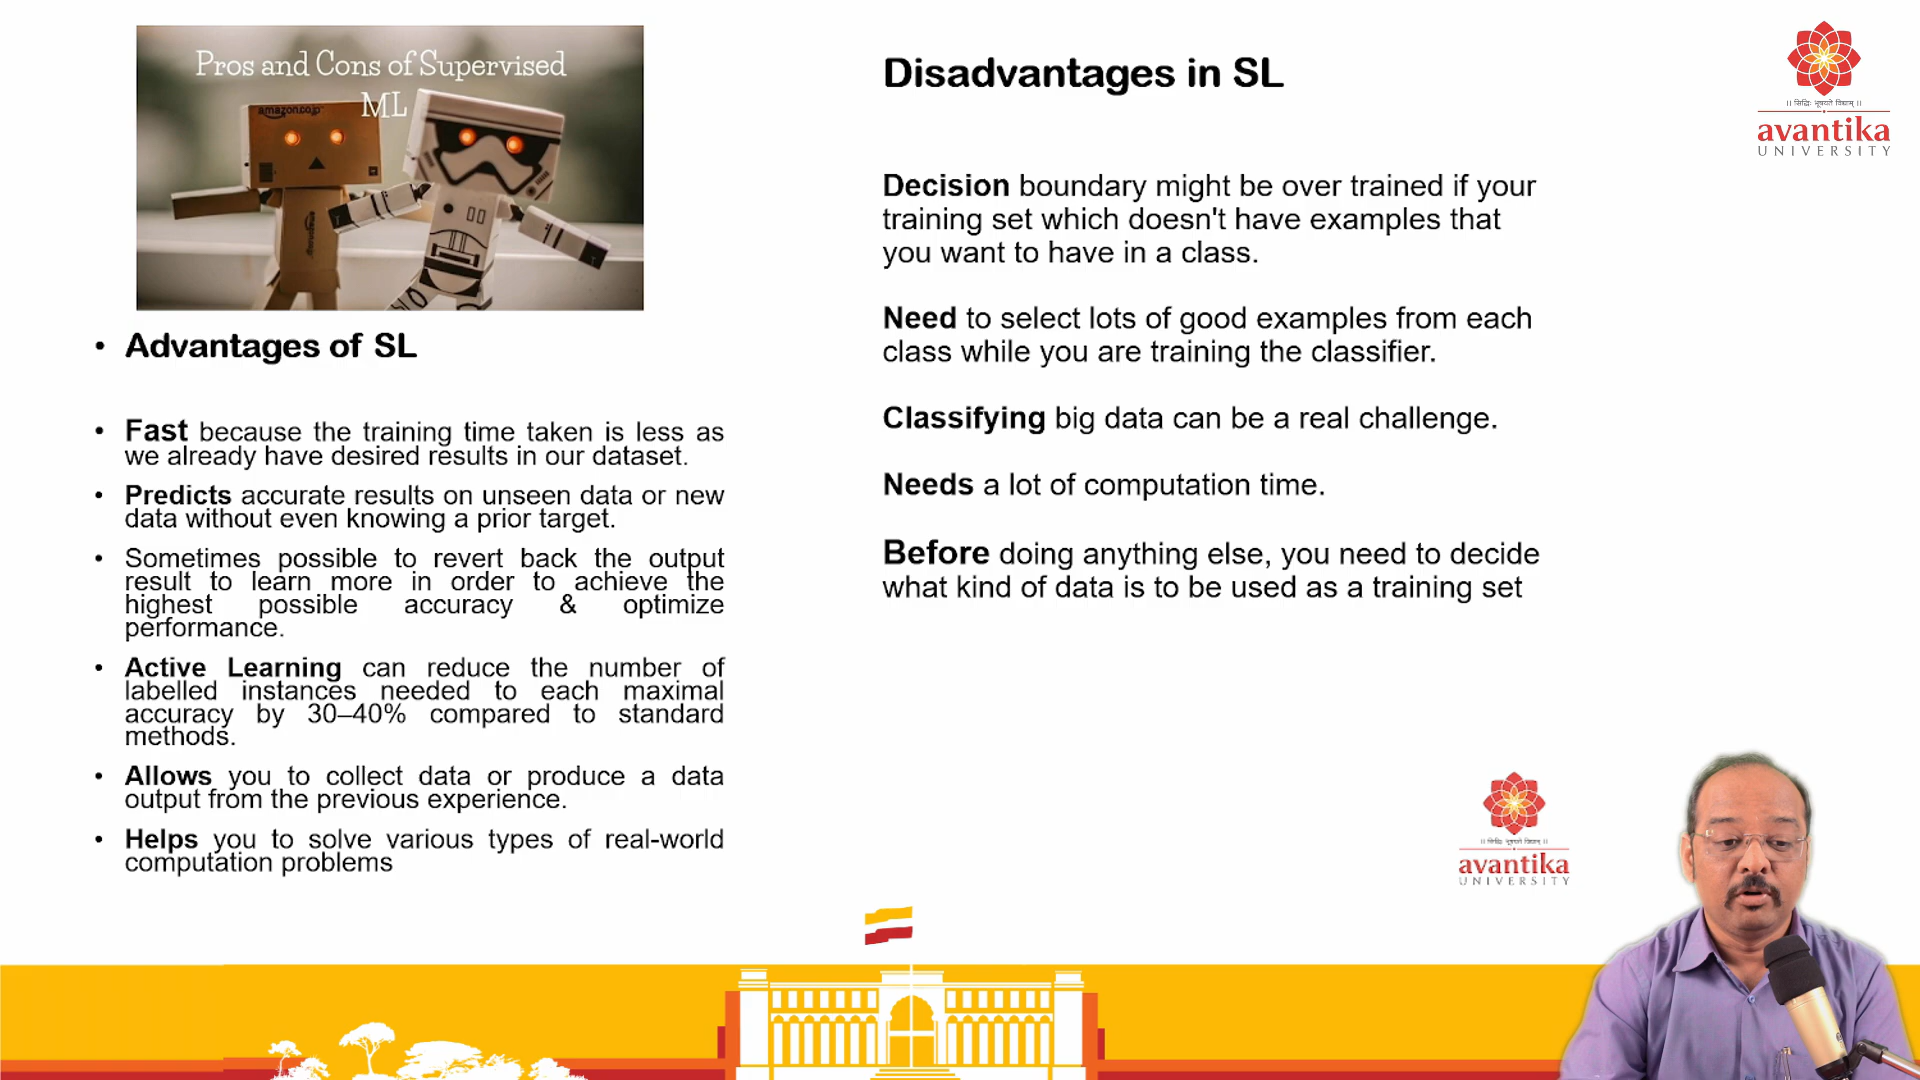 Pros and Cons of Supervised
ML
amazon.co.jp
• Advantages of SL
• Fast because the training time taken is less as
we already have desired results in our dataset.
• Predicts accurate results on unseen data or new
data without even knowing a prior target.
• Sometimes possible to revert back the output
result to learn more in order to achieve the
highest possible accuracy & optimize
performance.
• Active Learning can reduce the number of
labelled instances needed to each maximal
accuracy by 30–40% compared to standard
methods.
• Allows you to collect data or produce a data
output from the previous experience.
• Helps you to solve various types of real-world
computation problems
Disadvantages in SL
Decision boundary might be over trained if your
training set which doesn't have examples that
you want to have in a class.
Need to select lots of good examples from each
class while you are training the classifier.
Classifying big data can be a real challenge.
Needs a lot of computation time.
Before doing anything else, you need to decide
what kind of data is to be used as a training set
avantika
UNIVERSITY
avantika
UNIVERSITY